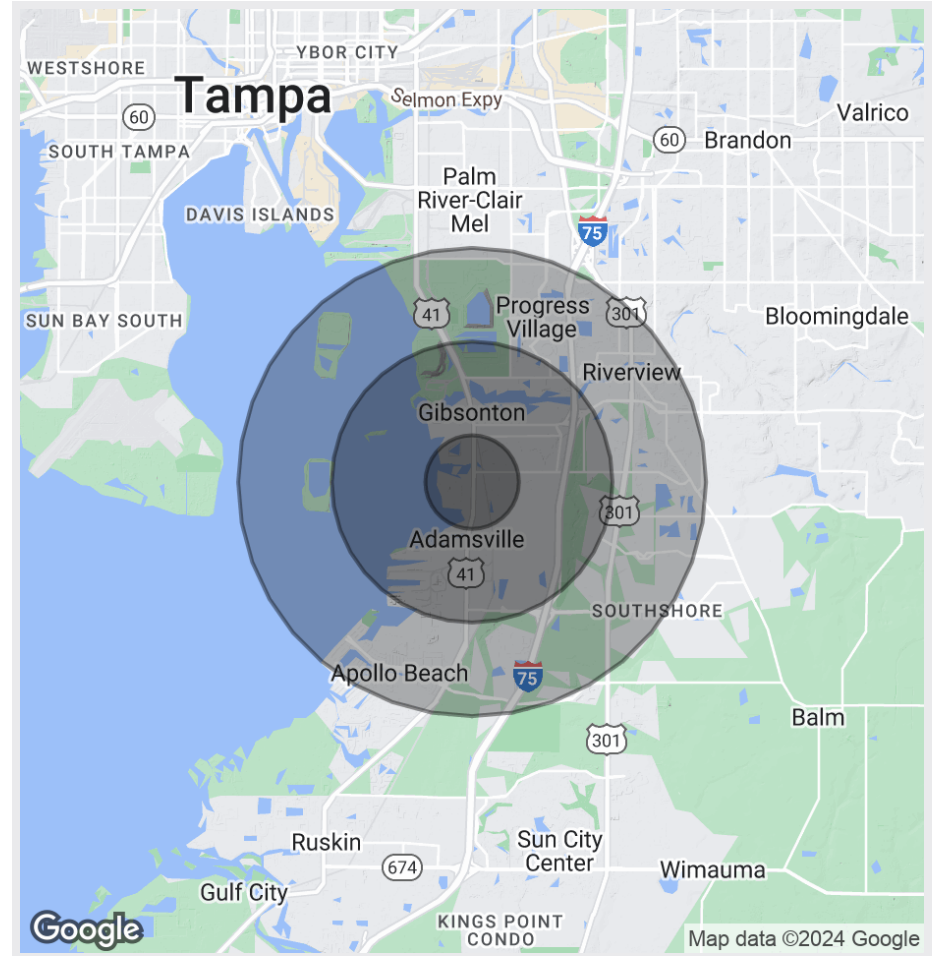 YBOR CITY
WESTSHORE
Tampa
Selmon Expy
60
Valrico
60
Brandon
SOUTH TAMPA
Palm
River-Clair
Mel
DAVIS ISLANDS
75
41
Progress
Village
301
SUN BAY SOUTH
Bloomingdale
Riverview
Gibsonton
301
Adamsville
41
SOUTHSHORE
Apollo Beach
75
Balm
301
Ruskin
Sun City
Center
674
Wimauma
Gulf City
KINGS POINT
CONDO
Google
Map data ©2024 Google